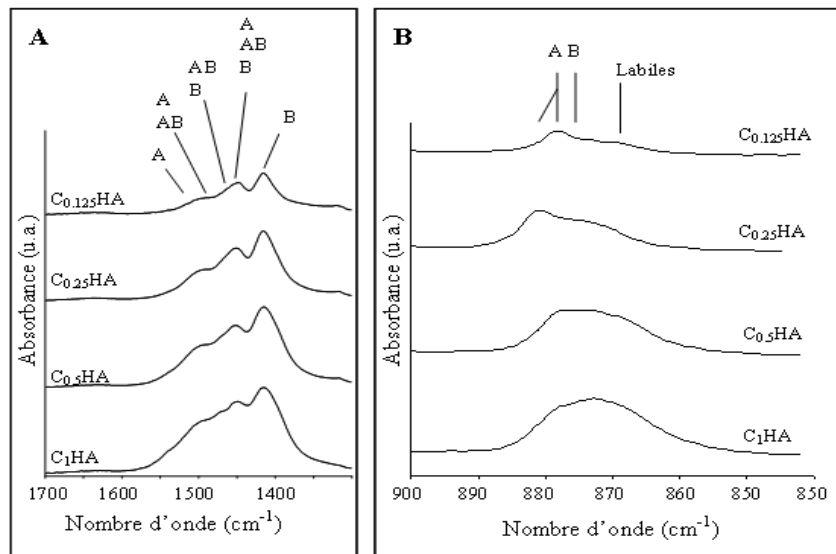 A
A
AB
B
AB
B
A
AB
A
B
C0.125HA
C0.25HA
C0.5HA
C1HA
Absorbance (u.a.)
1700 1600 1500 1400
Nombre d'onde (cm-1)
B
A B
Labiles
C0.125HA
C0.25HA
C0.5HA
C1HA
Absorbance (u.a.)
900 880 870 860 850 850
Nombre d'onde (cm-1)